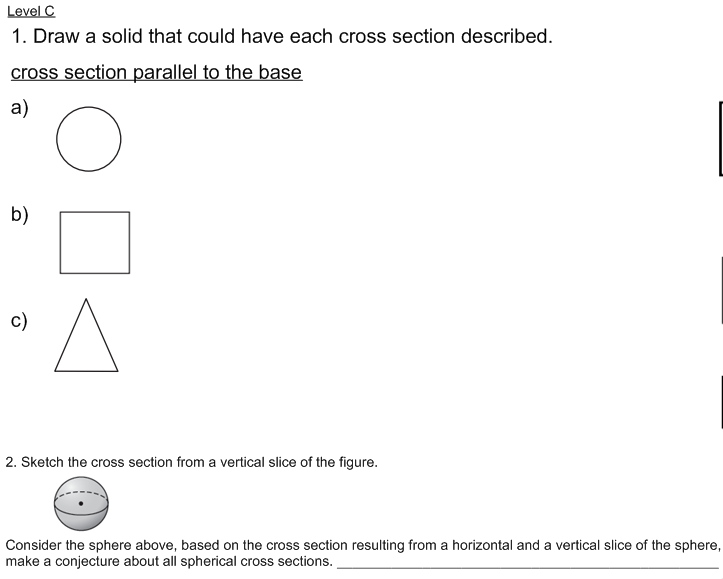 Level C
1. Draw a solid that could have each cross section described.
cross section parallel to the base
a)
b)
c)
2. Sketch the cross section from a vertical slice of the figure.
Consider the sphere above, based on the cross section resulting from a horizontal and a vertical slice of the sphere,
make a conjecture about all spherical cross sections.